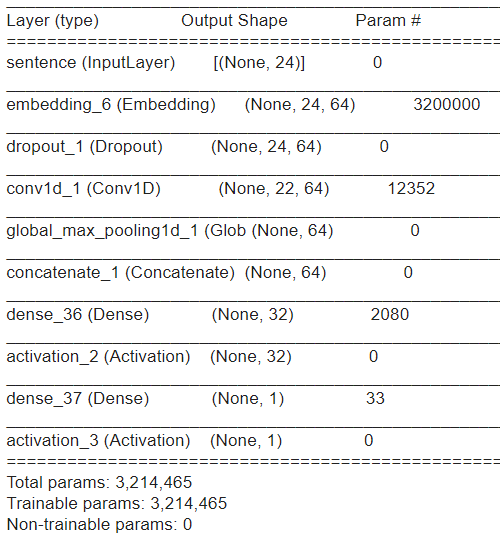 Layer (type) Output Shape Param #
sentence (InputLayer) [(None, 24)] 0
embedding_6 (Embedding) (None, 24, 64) 3200000
dropout_1 (Dropout) (None, 24, 64) 0
conv1d_1 (Conv1D) (None, 22, 64) 12352
global_max_pooling1d_1 (Glob (None, 64) 0
concatenate_1 (Concatenate) (None, 64) 0
dense_36 (Dense) (None, 32) 2080
activation_2 (Activation) (None, 32) 0
dense_37 (Dense) (None, 1) 33
activation_3 (Activation) (None, 1) 0
Total params: 3,214,465
Trainable params: 3,214,465
Non-trainable params: 0